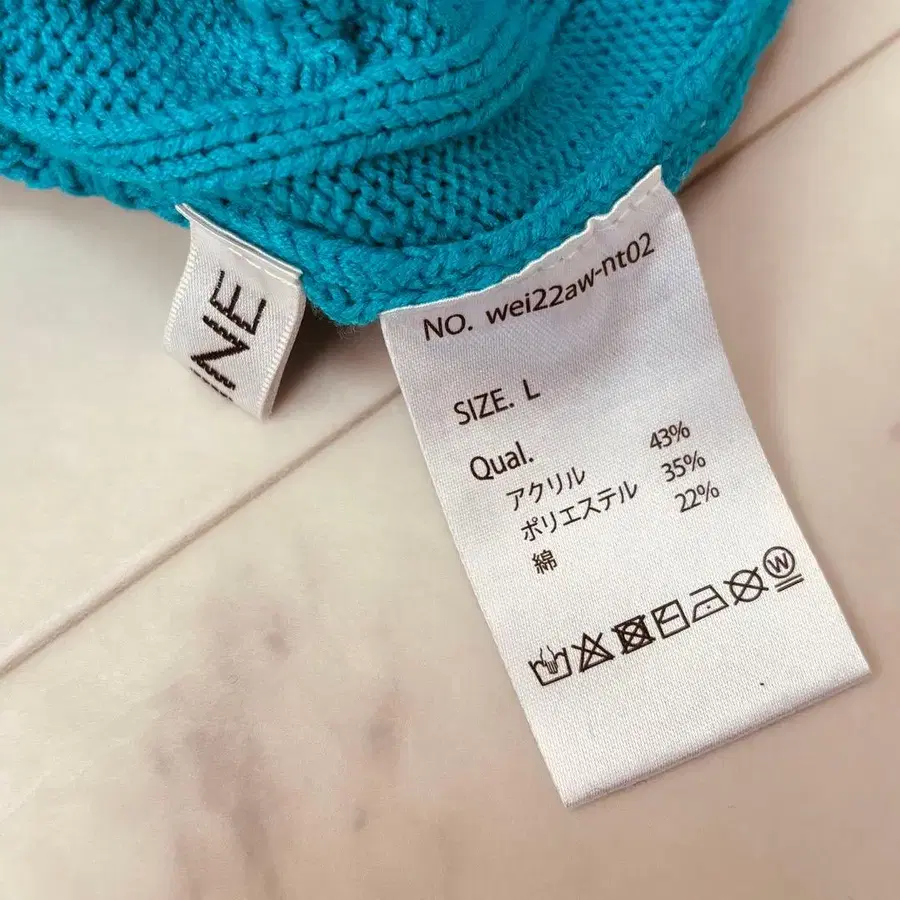 NE
NO. wei22aw-nt02
SIZE. L
Qual.
アクリル 43%
ポリエステル 35%
綿 22%
W